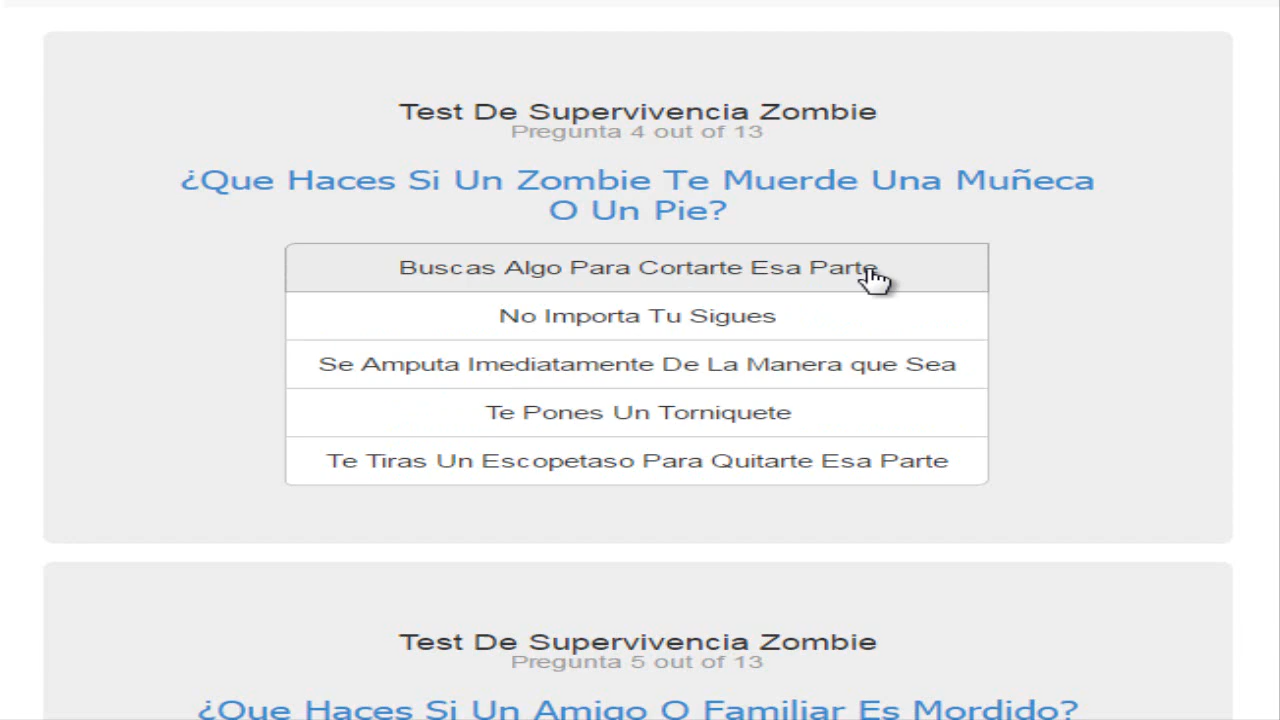 Test De Supervivencia Zombie
Pregunta 4 out of 13
¿Que Haces Si Un Zombie Te Muerde Una Muñeca
O Un Pie?
Buscas Algo Para Cortarte Esa Parte
No Importa Tu Sigues
Se Amputa Imediatamente De La Manera que Sea
Te Pones Un Torniquete
Te Tiras Un Escopetaso Para Quitarte Esa Parte
Test De Supervivencia Zombie
Pregunta 5 out of 13
¿Que Haces Si Un Amigo O Familiar Es Mordido?